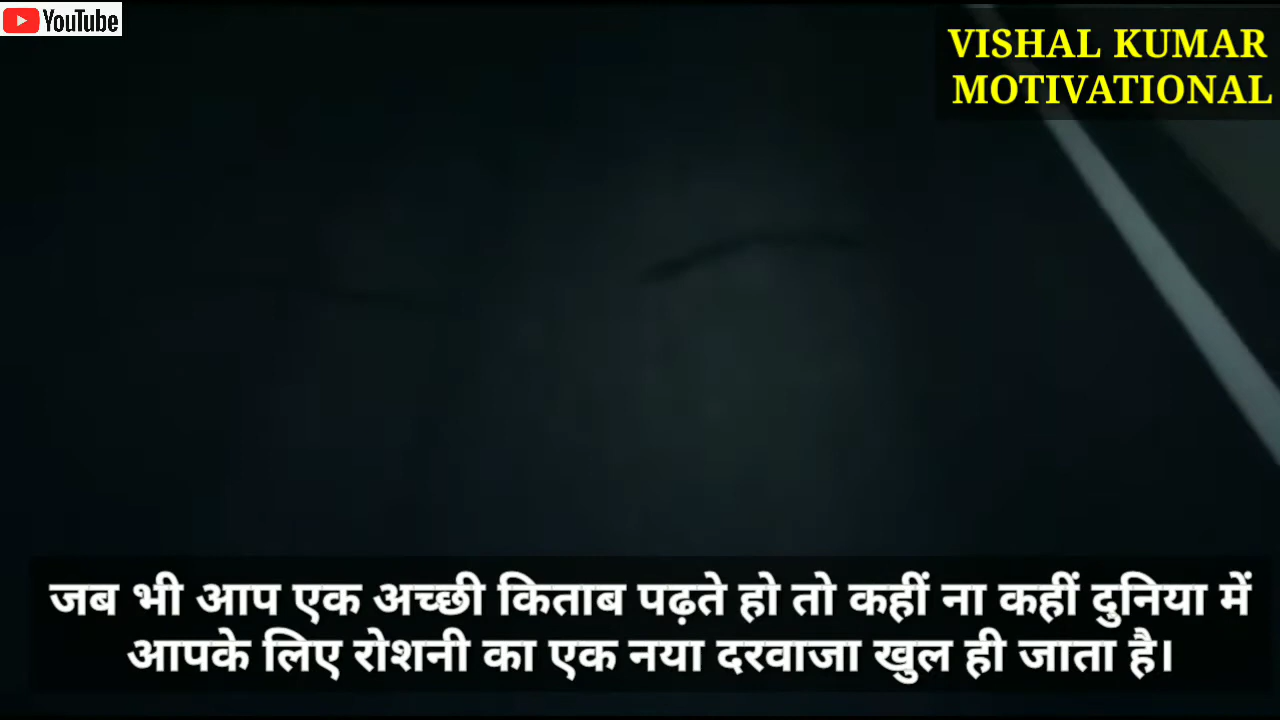 YouTube
VISHAL KUMAR
MOTIVATIONAL
जब भी आप एक अच्छी किताब पढ़ते हो तो कहीं ना कहीं दुनिया में
आपके लिए रोशनी का एक नया दरवाजा खुल ही जाता है।